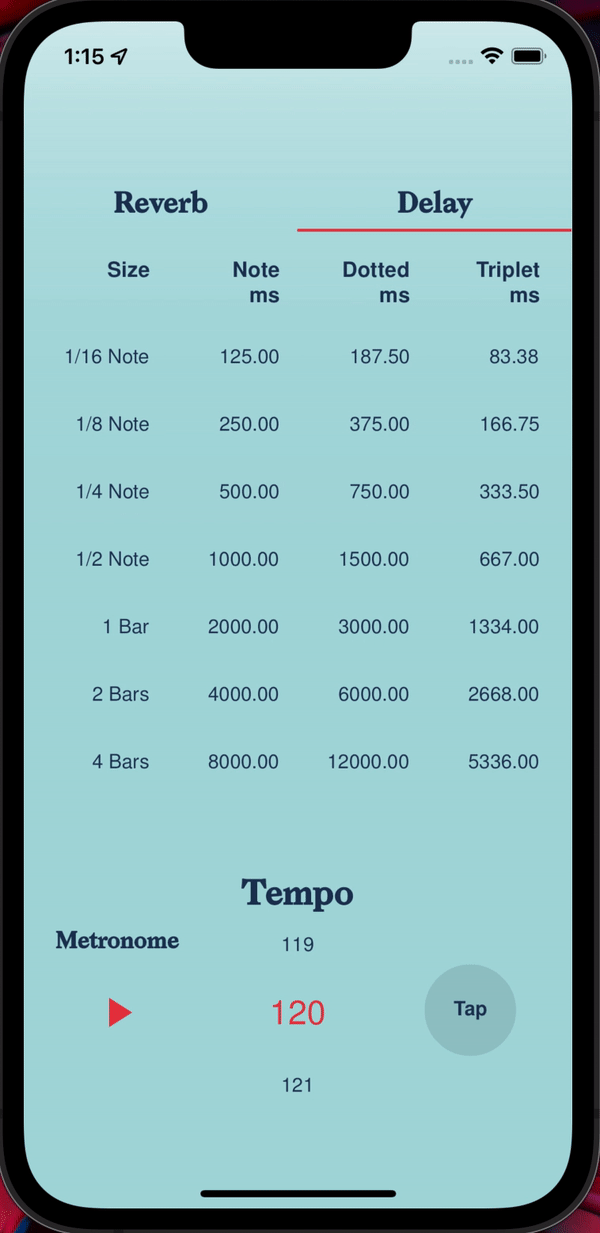 1:15
Reverb Delay
Size Note Dotted Triplet
ms ms ms
1/16 Note 125.00 187.50 83.38
1/8 Note 250.00 375.00 166.75
1/4 Note 500.00 750.00 333.50
1/2 Note 1000.00 1500.00 667.00
1 Bar 2000.00 3000.00 1334.00
2 Bars 4000.00 6000.00 2668.00
4 Bars 8000.00 12000.00 5336.00
Tempo
Metronome 119
120 Tap
121